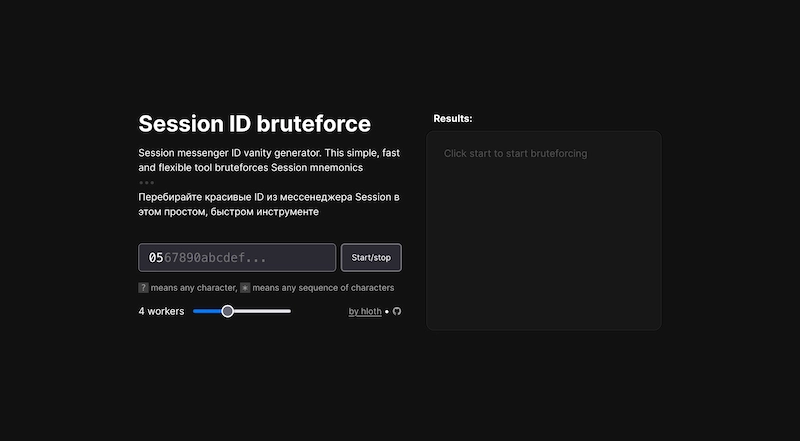 Session ID bruteforce
Session messenger ID vanity generator. This simple, fast
and flexible tool bruteforces Session mnemonics
***
Перебирайте красивые ID из мессенджера Session в
этом простом, быстром инструменте
0567890abcdef...
Start/stop
? means any character, * means any sequence of characters
4 workers
by hloth •
Results:
Click start to start bruteforcing